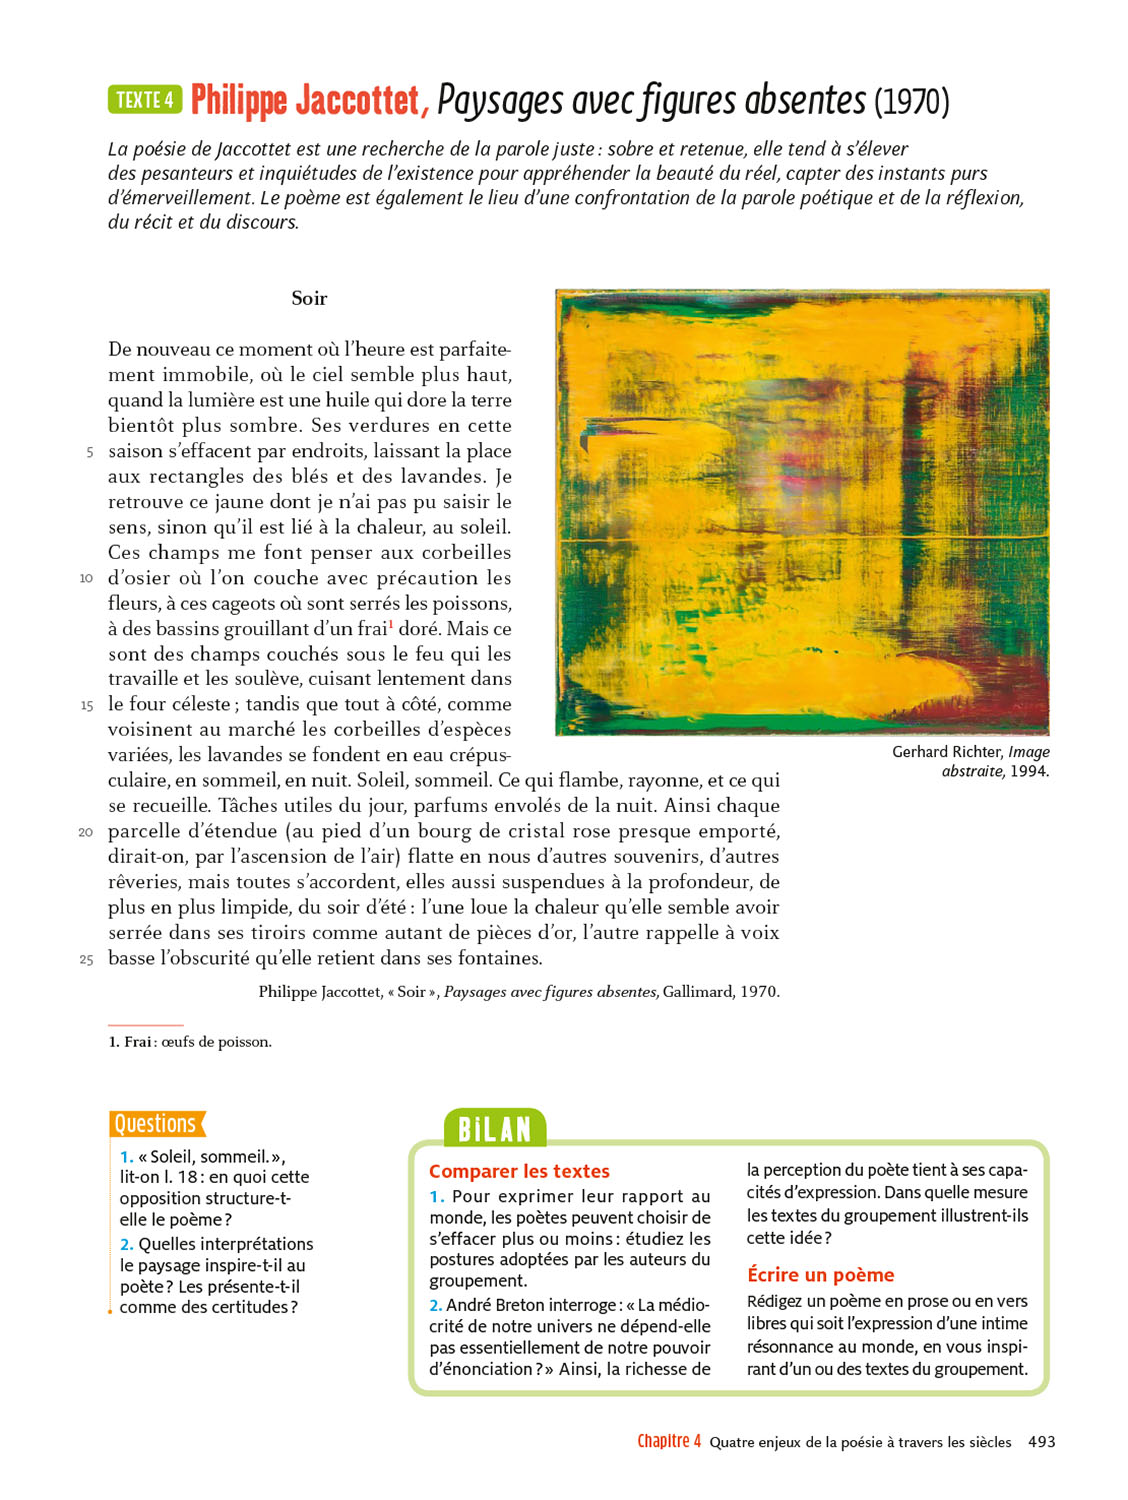 TEXTE 4 Philippe Jaccottet, Paysages avec figures absentes (1970)
La poésie de Jaccottet est une recherche de la parole juste : sobre et retenue, elle tend à s'élever
des pesanteurs et inquiétudes de l'existence pour appréhender la beauté du réel, capter des instants purs
d'émerveillement. Le poème est également le lieu d'une confrontation de la parole poétique et de la réflexion,
du récit et du discours.
Soir
De nouveau ce moment où l'heure est parfaite-
ment immobile, où le ciel semble plus haut,
quand la lumière est une huile qui dore la terre
bientôt plus sombre. Ses verdures en cette
5 saison s'effacent par endroits, laissant la place
aux rectangles des blés et des lavandes. Je
retrouve ce jaune dont je n'ai pas pu saisir le
sens, sinon qu'il est lié à la chaleur, au soleil.
Ces champs me font penser aux corbeilles
10 d'osier où l'on couche avec précaution les
fleurs, à ces cageots où sont serrés les poissons,
à des bassins grouillant d'un frai1 doré. Mais ce
sont des champs couchés sous le feu qui les
travaille et les soulève, cuisant lentement dans
15 le four céleste ; tandis que tout à côté, comme
voisinent au marché les corbeilles d'espèces
variées, les lavandes se fondent en eau crépus-
culaire, en sommeil, en nuit. Soleil, sommeil. Ce qui flambe, rayonne, et ce qui
se recueille. Tâches utiles du jour, parfums envolés de la nuit. Ainsi chaque
20 parcelle d'étendue (au pied d'un bourg de cristal rose presque emporté,
dirait-on, par l'ascension de l'air) flatte en nous d'autres souvenirs, d'autres
rêveries, mais toutes s'accordent, elles aussi suspendues à la profondeur, de
plus en plus limpide, du soir d'été : l'une loue la chaleur qu'elle semble avoir
serrée dans ses tiroirs comme autant de pièces d'or, l'autre rappelle à voix
25 basse l'obscurité qu'elle retient dans ses fontaines.
Philippe Jaccottet, « Soir », Paysages avec figures absentes, Gallimard, 1970.
Gerhard Richter, Image
abstraite, 1994.
1. Frai : œufs de poisson.
Questions
1. « Soleil, sommeil. »,
lit-on l. 18 : en quoi cette
opposition structure-t-
elle le poème ?
2. Quelles interprétations
le paysage inspire-t-il au
poète ? Les présente-t-il
comme des certitudes ?
BiLAN
Comparer les textes
1. Pour exprimer leur rapport au
monde, les poètes peuvent choisir de
s'effacer plus ou moins : étudiez les
postures adoptées par les auteurs du
groupement.
2. André Breton interroge : « La médio-
crité de notre univers ne dépend-elle
pas essentiellement de notre pouvoir
d'énonciation ? » Ainsi, la richesse de
la perception du poète tient à ses capa-
cités d'expression. Dans quelle mesure
les textes du groupement illustrent-ils
cette idée ?
Écrire un poème
Rédigez un poème en prose ou en vers
libres qui soit l'expression d'une intime
résonnance au monde, en vous inspi-
rant d'un ou des textes du groupement.
Chapitre 4 Quatre enjeux de la poésie à travers les siècles 493